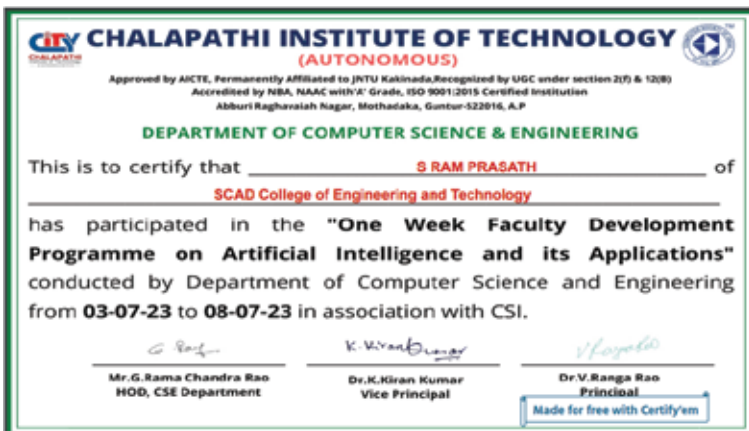 CITY
CHALAPATHI
CHALAPATHI INSTITUTE OF TECHNOLOGY
(AUTONOMOUS)
Approved by AICTE, Permanently Affiliated to JNTU Kakinada,Recognized by UGC under section 2(f) & 12(B)
Accredited by NBA, NAAC with'A' Grade, ISO 9001:2015 Certified Institution
Abburi Raghavaiah Nagar, Mothadaka, Guntur-522016, A.P
DEPARTMENT OF COMPUTER SCIENCE & ENGINEERING
This is to certify that S RAM PRASATH of
SCAD College of Engineering and Technology
has participated in the "One Week Faculty Development
Programme on Artificial Intelligence and its Applications"
conducted by Department of Computer Science and Engineering
from 03-07-23 to 08-07-23 in association with CSI.
K. Kiran Kumar
Mr.G.Rama Chandra Rao
HOD, CSE Department
Dr.K.Kiran Kumar
Vice Principal
Dr.V.Ranga Rao
Principal
Made for free with Certify'em